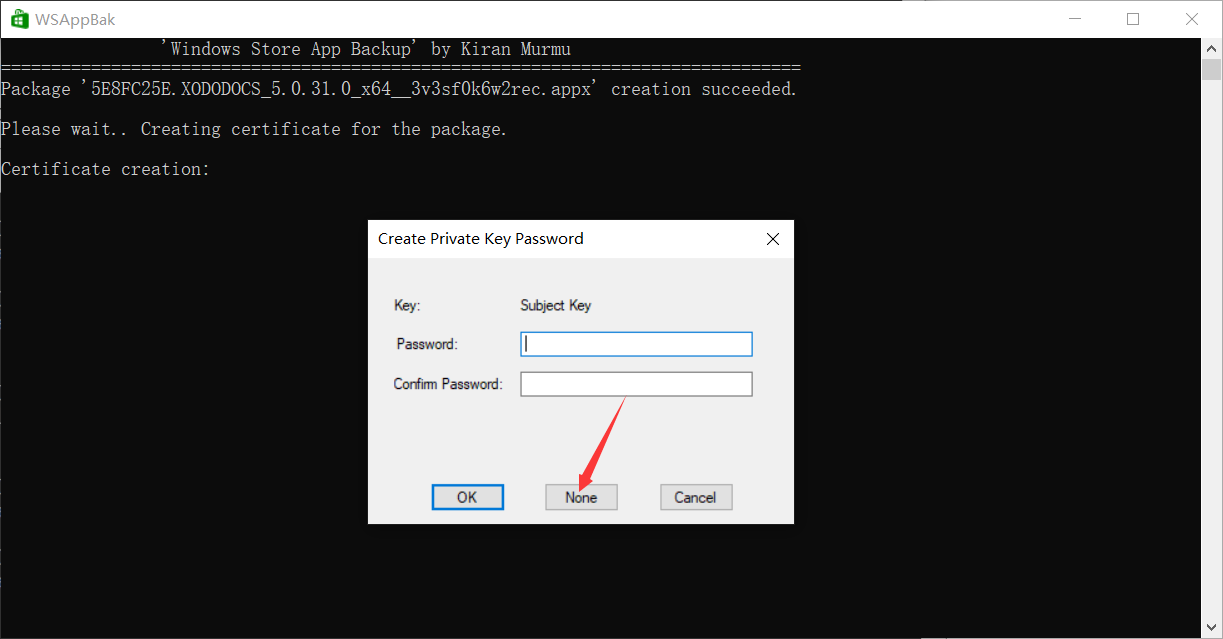 WSAppBak
'Windows Store App Backup' by Kiran Murmu
================================================================================
Package '5E8FC25E.XODODOCS_5.0.31.0_x64__3v3sf0k6w2rec.appx' creation succeeded.
Please wait.. Creating certificate for the package.
Certificate creation:
Create Private Key Password
Key: Subject Key
Password:
Confirm Password:
OK None Cancel